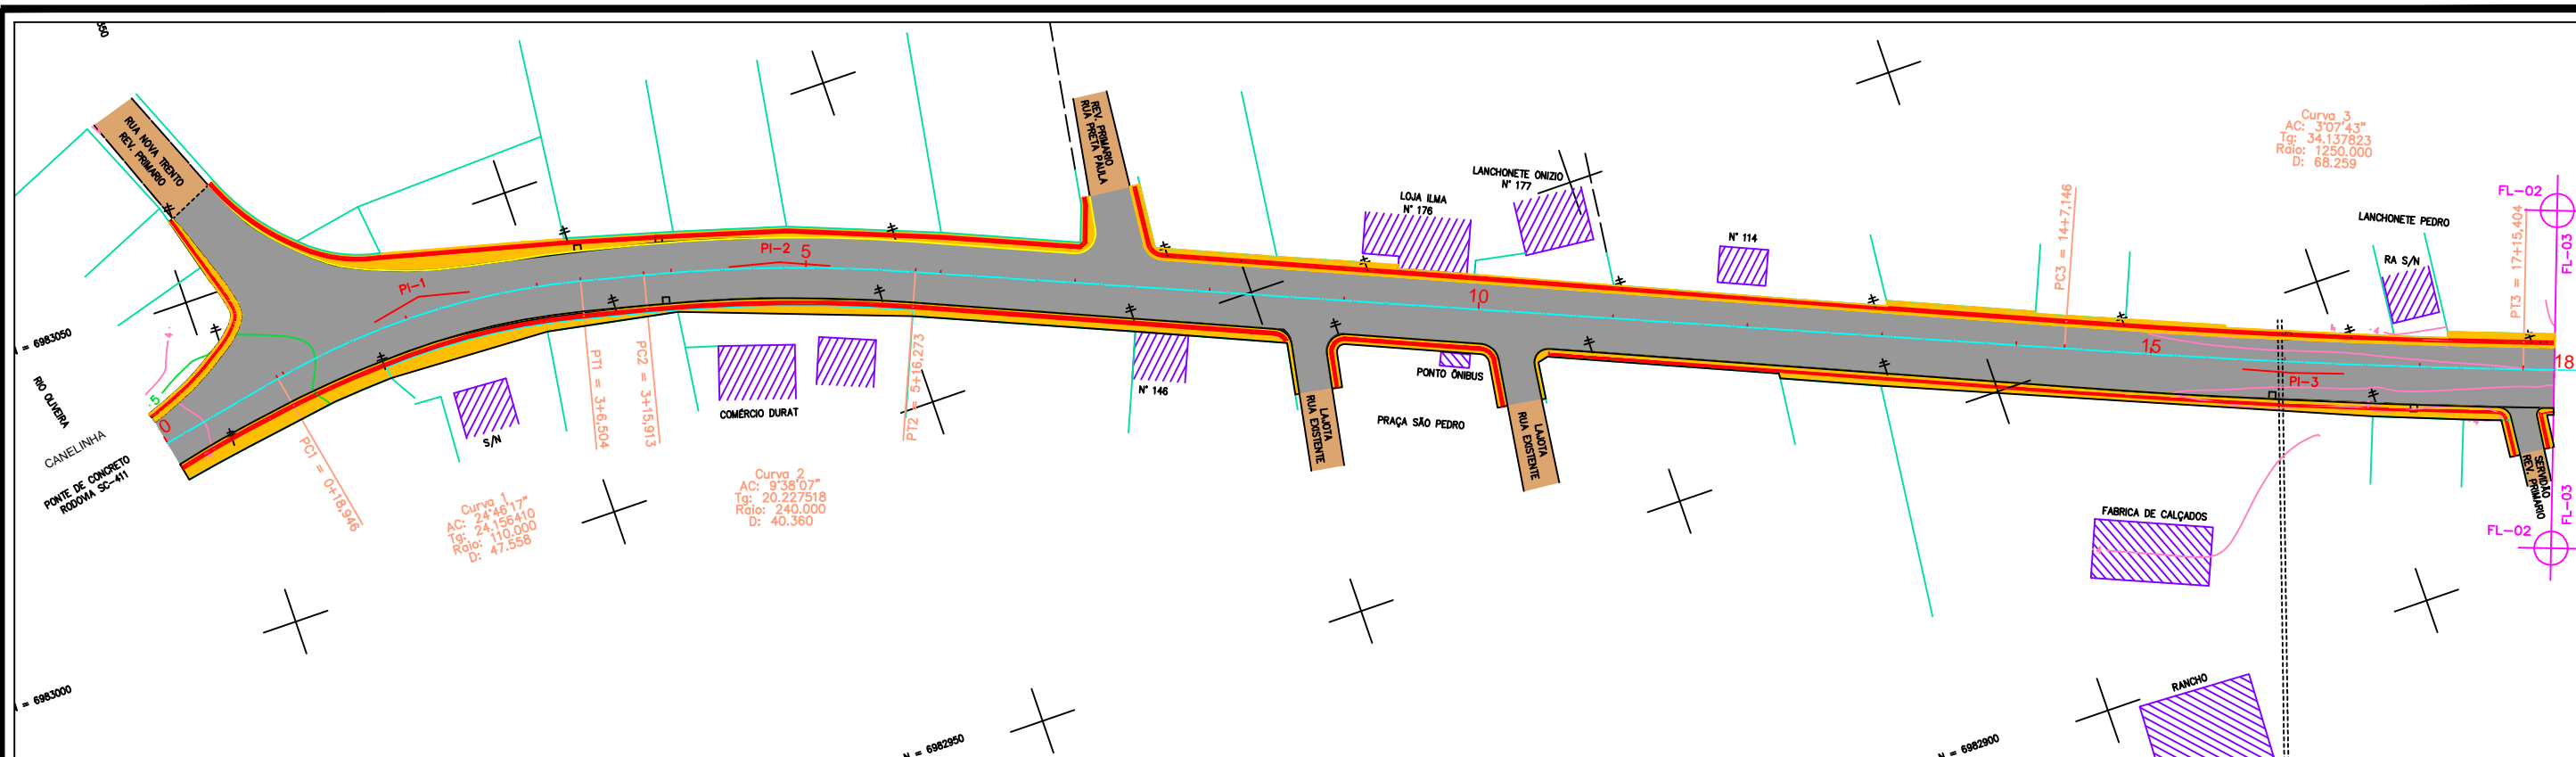 RUA NOVA TRENTO
REV. PRIMARIO
REV. PRIMARIO
RUA PRETA PAULA
LOJA ILMA
N° 176
LANCHONETE ONIZIO
N° 177
N° 114
Curva 3
AC: 3°07'43"
Tg: 34.137823
Raio: 1250.000
D: 68.259
FL-02
FL-03
LANCHONETE PEDRO
RA S/N
PC3 = 14+7,146
PT3 = 17+15,404
PI-1
PI-2
5
10
15
PI-3
18
0
5
4
4
4
= 6983050
RIO OLIVEIRA
CANELINHA
PONTE DE CONCRETO
RODOVIA SC-411
PC1 = 0+18,946
PT1 = 3+6,504
PC2 = 3+15,913
PT2 = 5+16,273
S/N
COMÉRCIO DURAT
N° 146
LAJOTA
RUA EXISTENTE
PONTO ÔNIBUS
PRAÇA SÃO PEDRO
LAJOTA
RUA EXISTENTE
SERVIDÃO
REV. PRIMARIO
Curva 1
AC: 24°46'17"
Tg: 24.156410
Raio: 110.000
D: 47.558
Curva 2
AC: 9°38'07"
Tg: 20.227518
Raio: 240.000
D: 40.360
FABRICA DE CALÇADOS
FL-02
FL-03
RANCHO
= 6983000
N = 6982950
N = 6982900